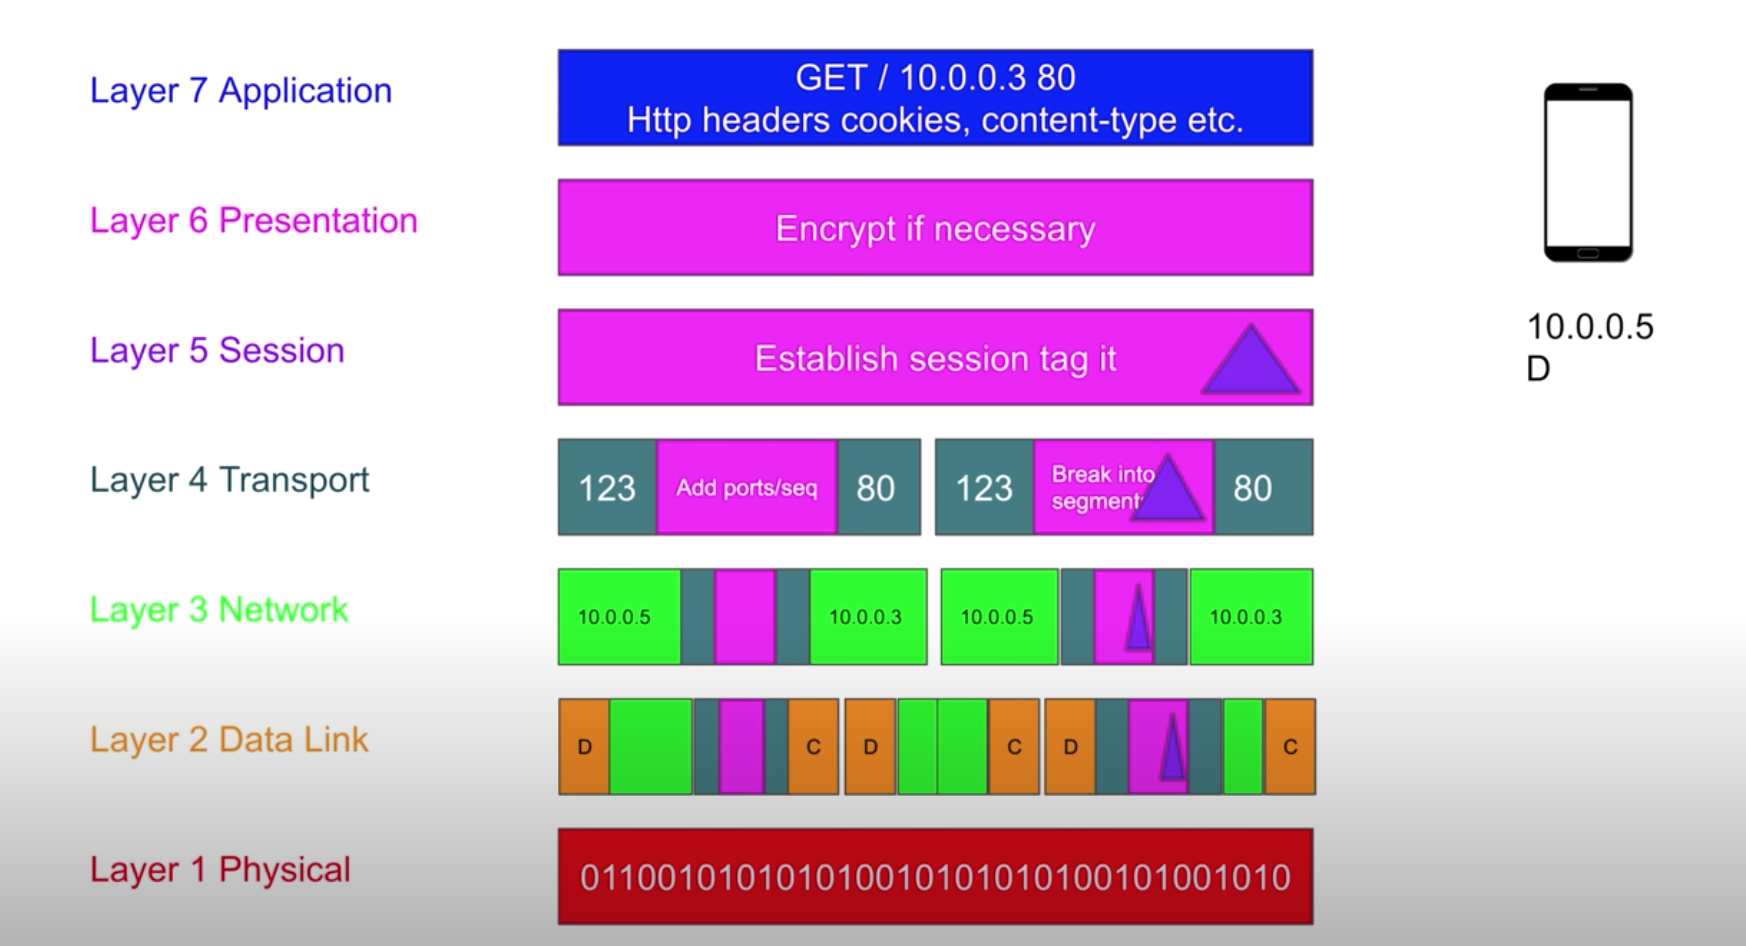 Layer 7 Application
GET / 10.0.0.3 80
Http headers cookies, content-type etc.
Layer 6 Presentation
Encrypt if necessary
Layer 5 Session
Establish session tag it
10.0.0.5
D
Layer 4 Transport
123 Add ports/seq 80 123 Break into 80
Layer 3 Network
10.0.0.5 10.0.0.3 10.0.0.5 10.0.0.3
Layer 2 Data Link
D C D C D C
Layer 1 Physical
0110010101010100101010101001010010​10